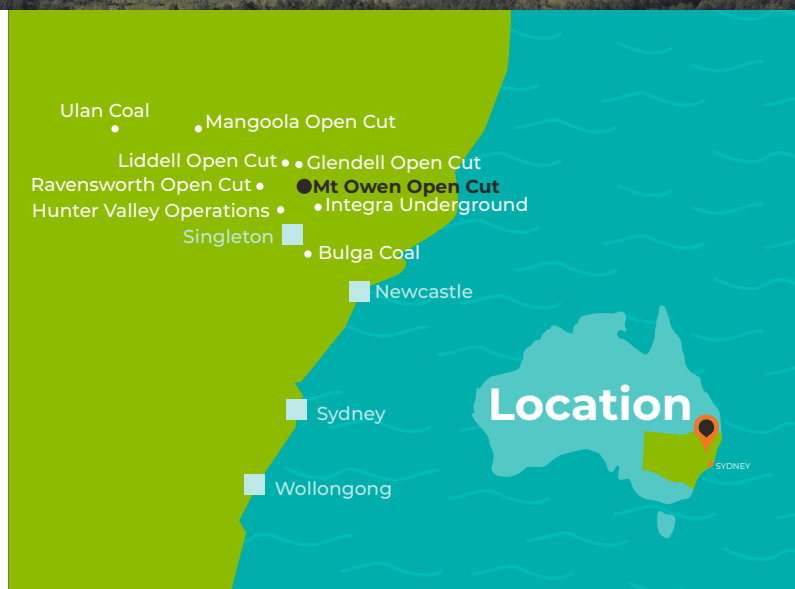 Ulan Coal
Mangoola Open Cut
Liddell Open Cut
Glendell Open Cut
Ravensworth Open Cut
Mt Owen Open Cut
Hunter Valley Operations
Integra Underground
Singleton
Bulga Coal
Newcastle
Location
Sydney
SYDNEY
Wollongong